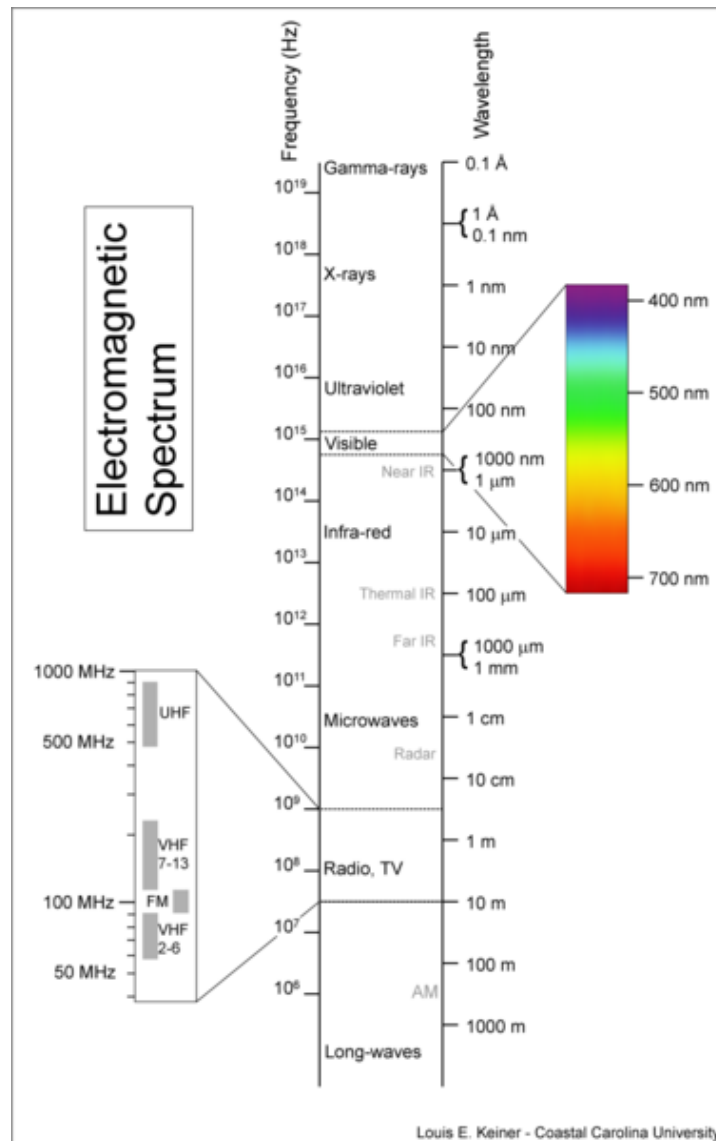 Electromagnetic
Spectrum
Frequency (Hz)
Wavelength
10¹⁹
10¹⁸
10¹⁷
10¹⁶
10¹⁵
10¹⁴
10¹³
10¹²
10¹¹
10¹⁰
10⁹
10⁸
10⁷
10⁶
Gamma-rays
X-rays
Ultraviolet
Visible
Near IR
Infra-red
Thermal IR
Far IR
Microwaves
Radar
Radio, TV
AM
Long-waves
0.1 Å
1 Å
0.1 nm
1 nm
10 nm
100 nm
1000 nm
1 μm
10 μm
100 μm
1000 μm
1 mm
1 cm
10 cm
1 m
10 m
100 m
1000 m
400 nm
500 nm
600 nm
700 nm
1000 MHz
500 MHz
100 MHz
50 MHz
UHF
VHF
7-13
FM
VHF
2-6
Louis E. Keiner - Coastal Carolina University